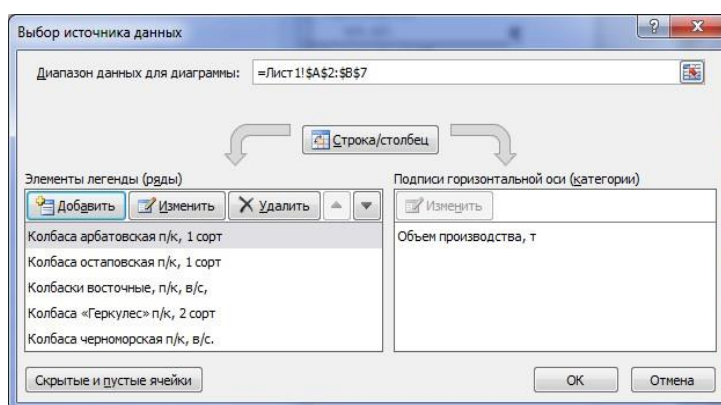 Выбор источника данных
Диапазон данных для диаграммы: =Лист1!$A$2:$B$7
Строка/столбец
Элементы легенды (ряды)
Подписи горизонтальной оси (категории)
Добавить Изменить Удалить
Изменить
Колбаса арбатовская п/к, 1 сорт
Объем производства, т
Колбаса остаповская п/к, 1 сорт
Колбаски восточные, п/к, в/с,
Колбаса «Геркулес» п/к, 2 сорт
Колбаса черноморская п/к, в/с.
Скрытые и пустые ячейки
ОК Отмена